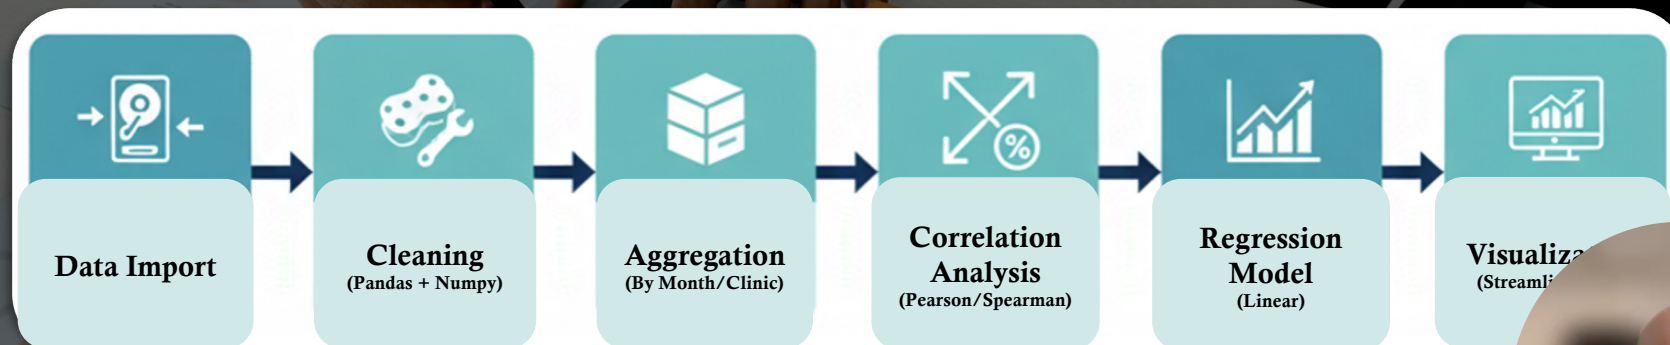 %
Data Import
Cleaning
(Pandas + Numpy)
Aggregation
(By Month/Clinic)
Correlation
Analysis
(Pearson/Spearman)
Regression
Model
(Linear)